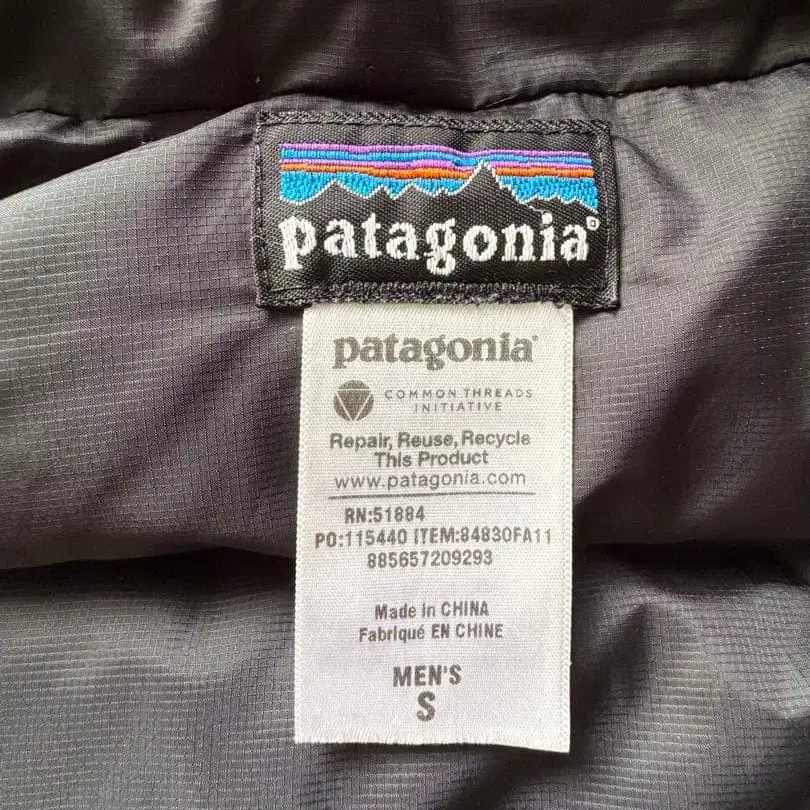 patagonia®
patagonia®
COMMON THREADS
INITIATIVE
Repair, Reuse, Recycle
This Product
www.patagonia.com
RN:51884
PO:115440 ITEM:84830FA11
885657209293
Made in CHINA
Fabriqué EN CHINE
MEN'S
S